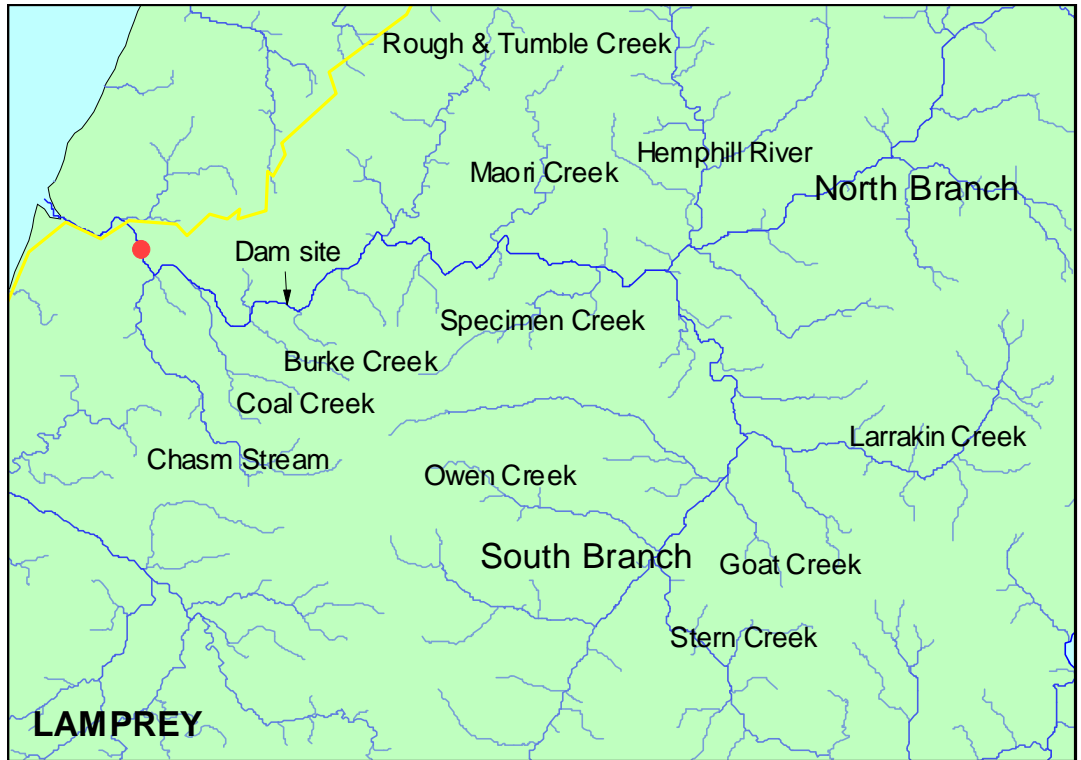 Rough & Tumble Creek
Hemphill River
Maori Creek
North Branch
Dam site
Specimen Creek
Burke Creek
Coal Creek
Larrakin Creek
Chasm Stream
Owen Creek
South Branch
Goat Creek
Stern Creek
LAMPREY